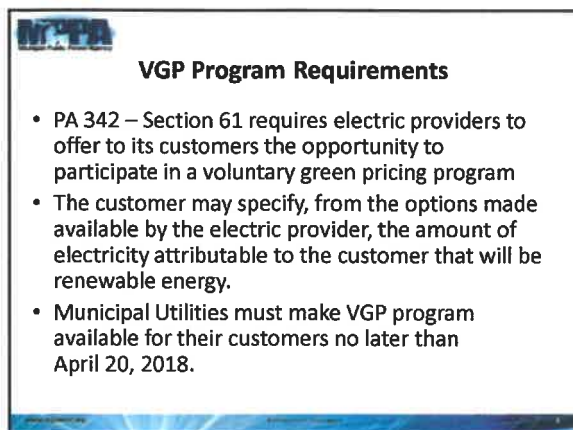 MPPA
VGP Program Requirements
• PA 342 – Section 61 requires electric providers to
offer to its customers the opportunity to
participate in a voluntary green pricing program
• The customer may specify, from the options made
available by the electric provider, the amount of
electricity attributable to the customer that will be
renewable energy.
• Municipal Utilities must make VGP program
available for their customers no later than
April 20, 2018.